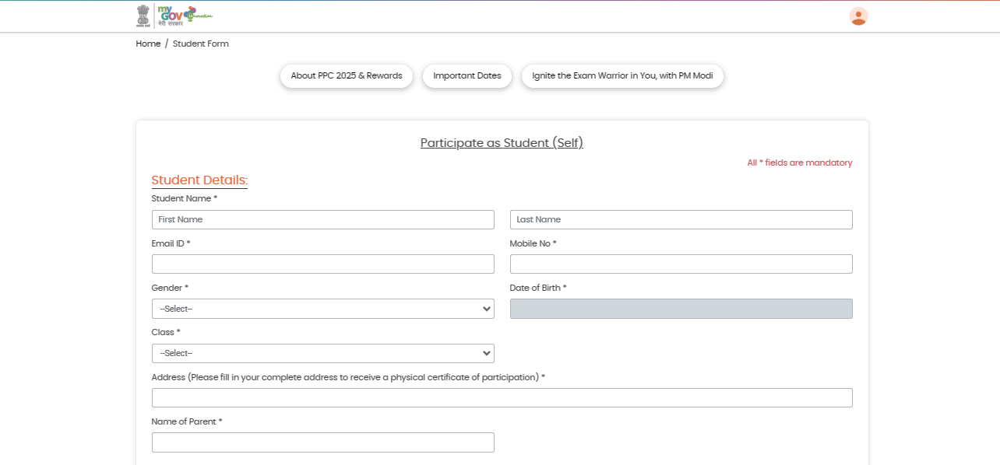 my
GOV innovation
मेरी सरकार
Home / Student Form
About PPC 2025 & Rewards Important Dates Ignite the Exam Warrior in You, with PM Modi
Participate as Student (Self)
All * fields are mandatory
Student Details:
Student Name *
First Name Last Name
Email ID * Mobile No *
Gender * Date of Birth *
--Select--
Class *
--Select--
Address (Please fill in your complete address to receive a physical certificate of participation) *
Name of Parent *